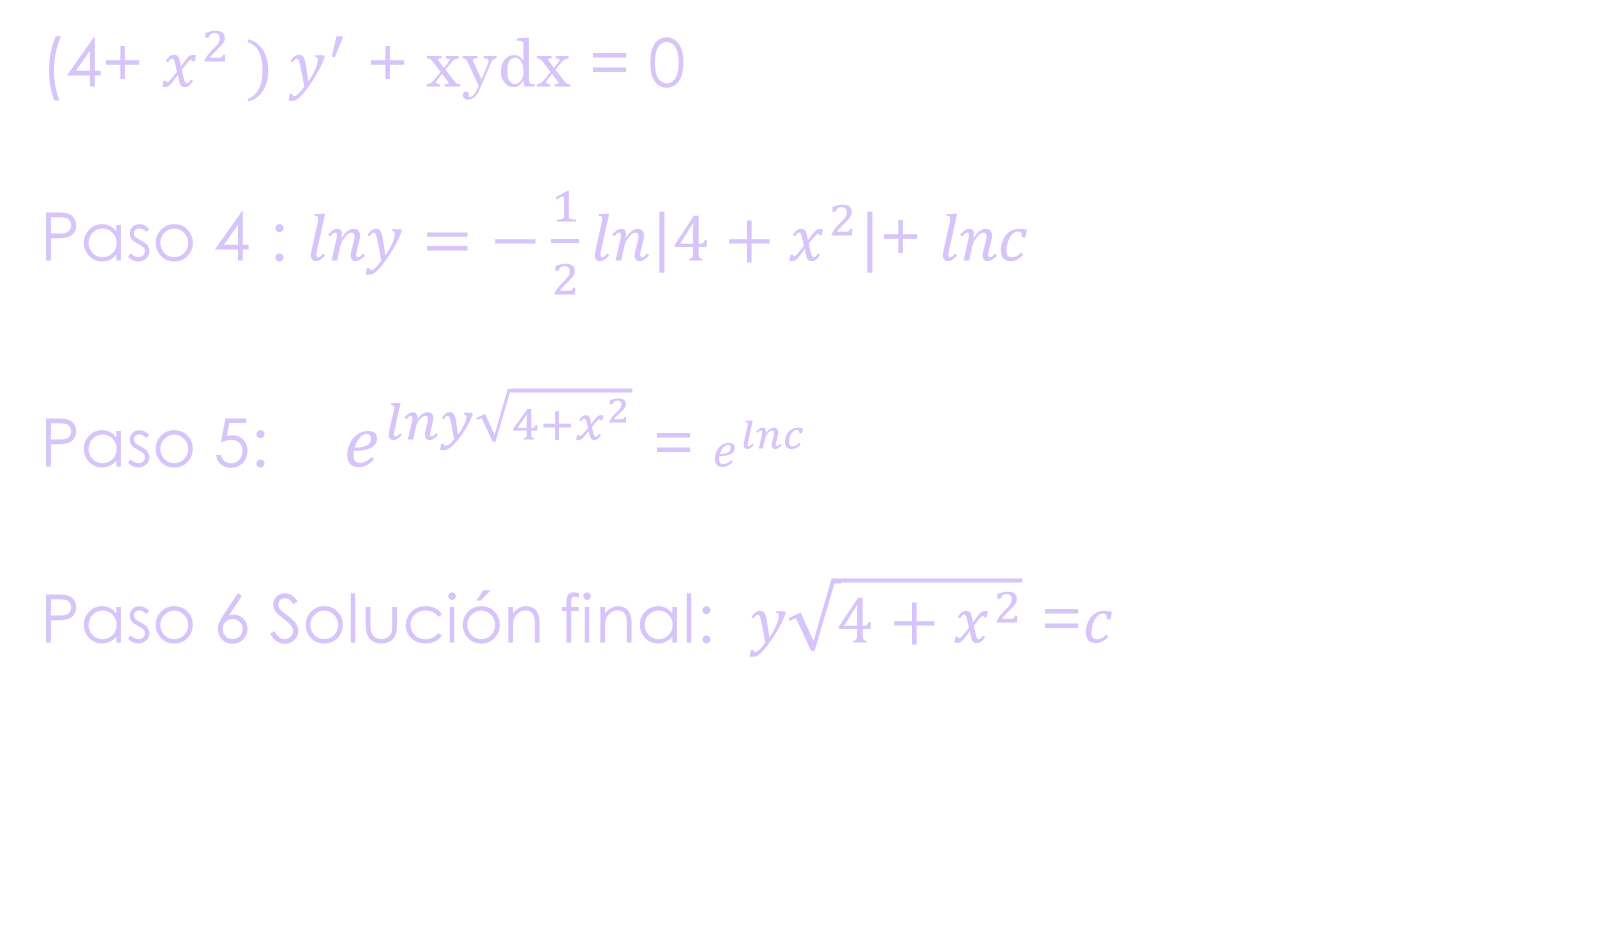 (4+ x² ) y′ + xydx = 0
Paso 4 : lny = −1/2 ln|4 + x²|+ lnc
Paso 5: e^(lny√(4+x²)) = e^(lnc)
Paso 6 Solución final: y√(4 + x²) =c